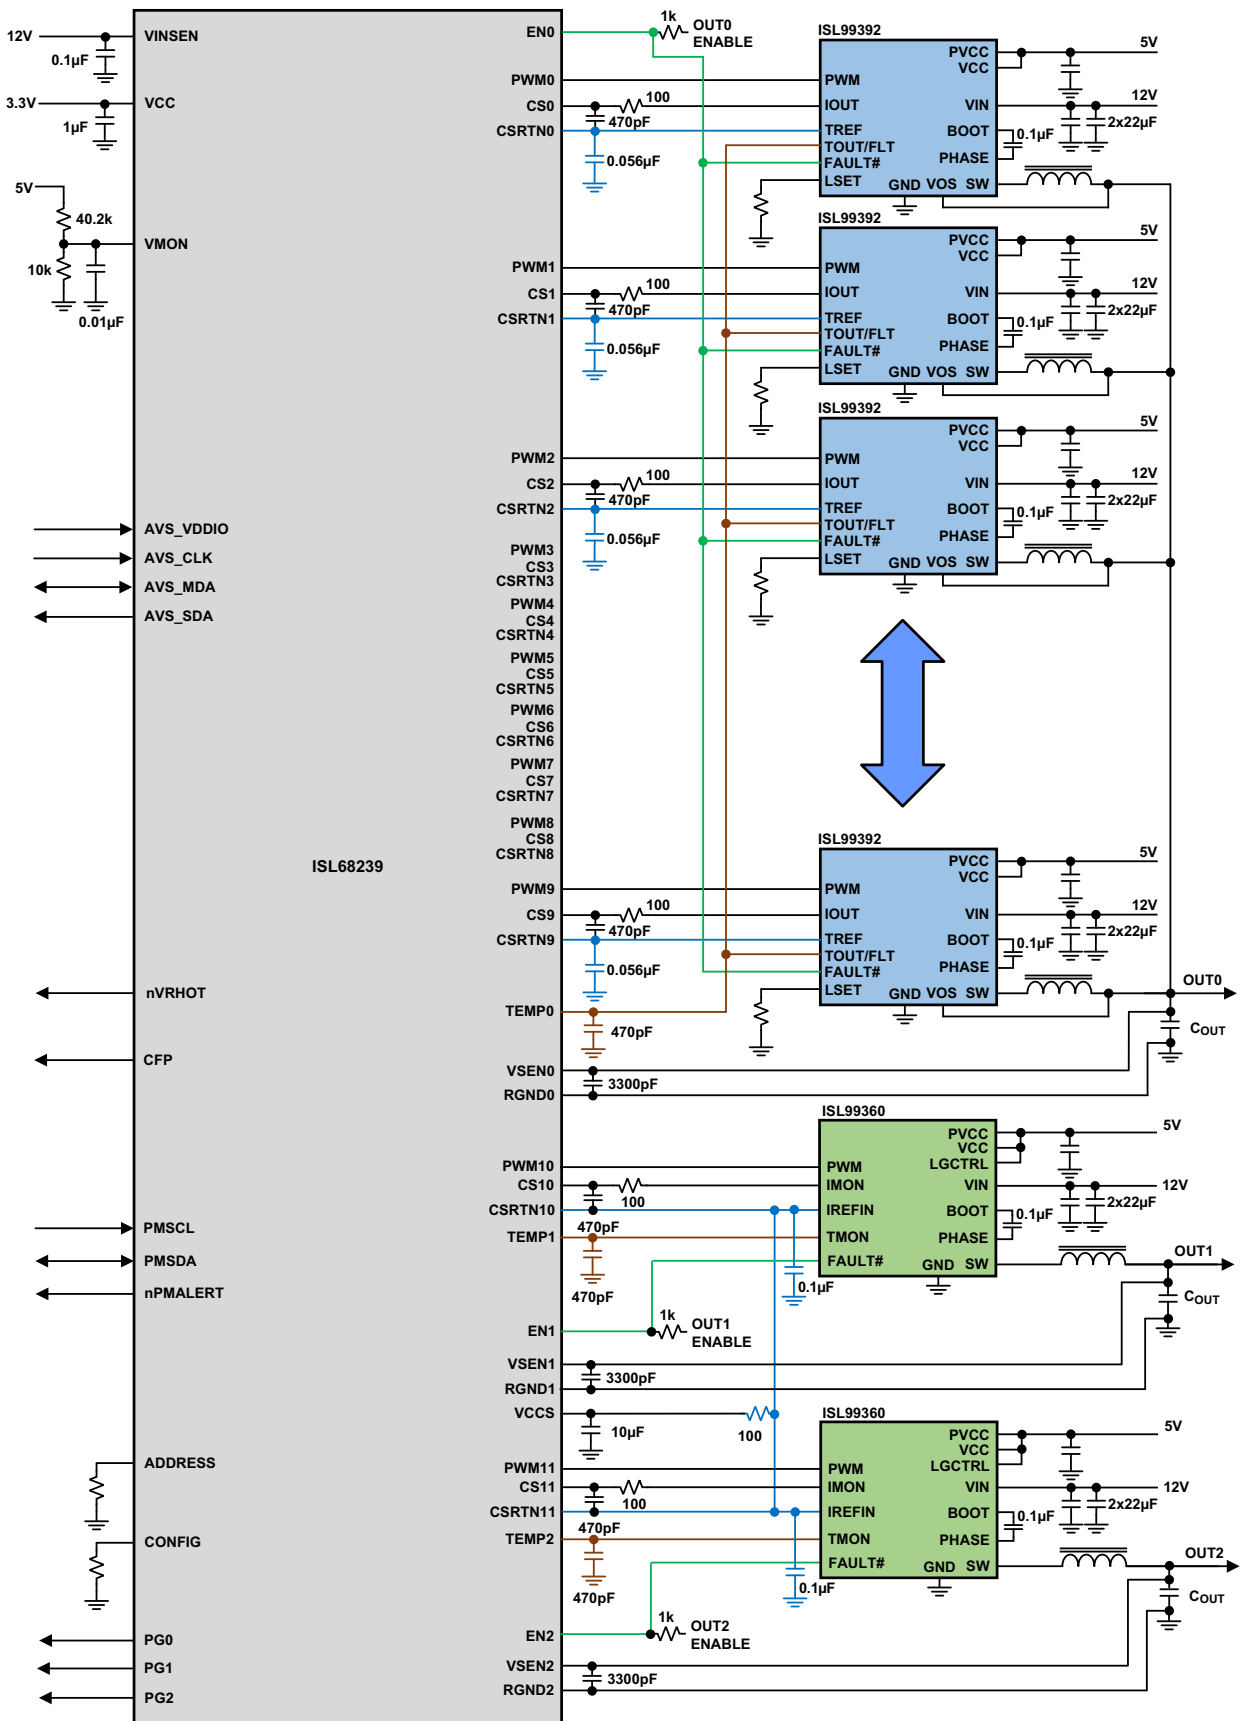 12V
VINSEN
0.1µF
3.3V
VCC
1µF
5V
40.2k
VMON
10k
0.01µF
AVS_VDDIO
AVS_CLK
AVS_MDA
AVS_SDA
ISL68239
nVRHOT
CFP
PMSCL
PMSDA
nPMALERT
ADDRESS
CONFIG
PG0
PG1
PG2
EN0
1k
OUT0
ENABLE
PWM0
CS0
100
470pF
CSRTN0
0.056µF
ISL99392
PVCC
VCC
5V
PWM
IOUT
VIN
12V
2x22µF
TREF
BOOT
0.1µF
TOUT/FLT
PHASE
FAULT#
LSET
GND VOS SW
PWM1
CS1
100
470pF
CSRTN1
0.056µF
ISL99392
PVCC
VCC
5V
PWM
IOUT
VIN
12V
2x22µF
TREF
BOOT
0.1µF
TOUT/FLT
PHASE
FAULT#
LSET
GND VOS SW
PWM2
CS2
100
470pF
CSRTN2
0.056µF
ISL99392
PVCC
VCC
5V
PWM
IOUT
VIN
12V
2x22µF
TREF
BOOT
0.1µF
TOUT/FLT
PHASE
FAULT#
LSET
GND VOS SW
PWM3
CS3
CSRTN3
PWM4
CS4
CSRTN4
PWM5
CS5
CSRTN5
PWM6
CS6
CSRTN6
PWM7
CS7
CSRTN7
PWM8
CS8
CSRTN8
PWM9
CS9
100
470pF
CSRTN9
0.056µF
ISL99392
PVCC
VCC
5V
PWM
IOUT
VIN
12V
2x22µF
TREF
BOOT
0.1µF
TOUT/FLT
PHASE
FAULT#
LSET
GND VOS SW
OUT0
COUT
TEMP0
470pF
VSEN0
3300pF
RGND0
ISL99360
PVCC
VCC
LGCTRL
5V
PWM10
PWM
CS10
100
IMON
VIN
12V
2x22µF
CSRTN10
470pF
IREFIN
BOOT
0.1µF
TEMP1
TMON
PHASE
470pF
0.1µF
FAULT#
GND SW
OUT1
COUT
EN1
1k
OUT1
ENABLE
VSEN1
3300pF
RGND1
VCCS
10µF
100
ISL99360
PVCC
VCC
LGCTRL
5V
PWM11
PWM
CS11
100
IMON
VIN
12V
2x22µF
CSRTN11
470pF
IREFIN
BOOT
0.1µF
TEMP2
TMON
PHASE
470pF
0.1µF
FAULT#
GND SW
OUT2
COUT
EN2
1k
OUT2
ENABLE
VSEN2
3300pF
RGND2